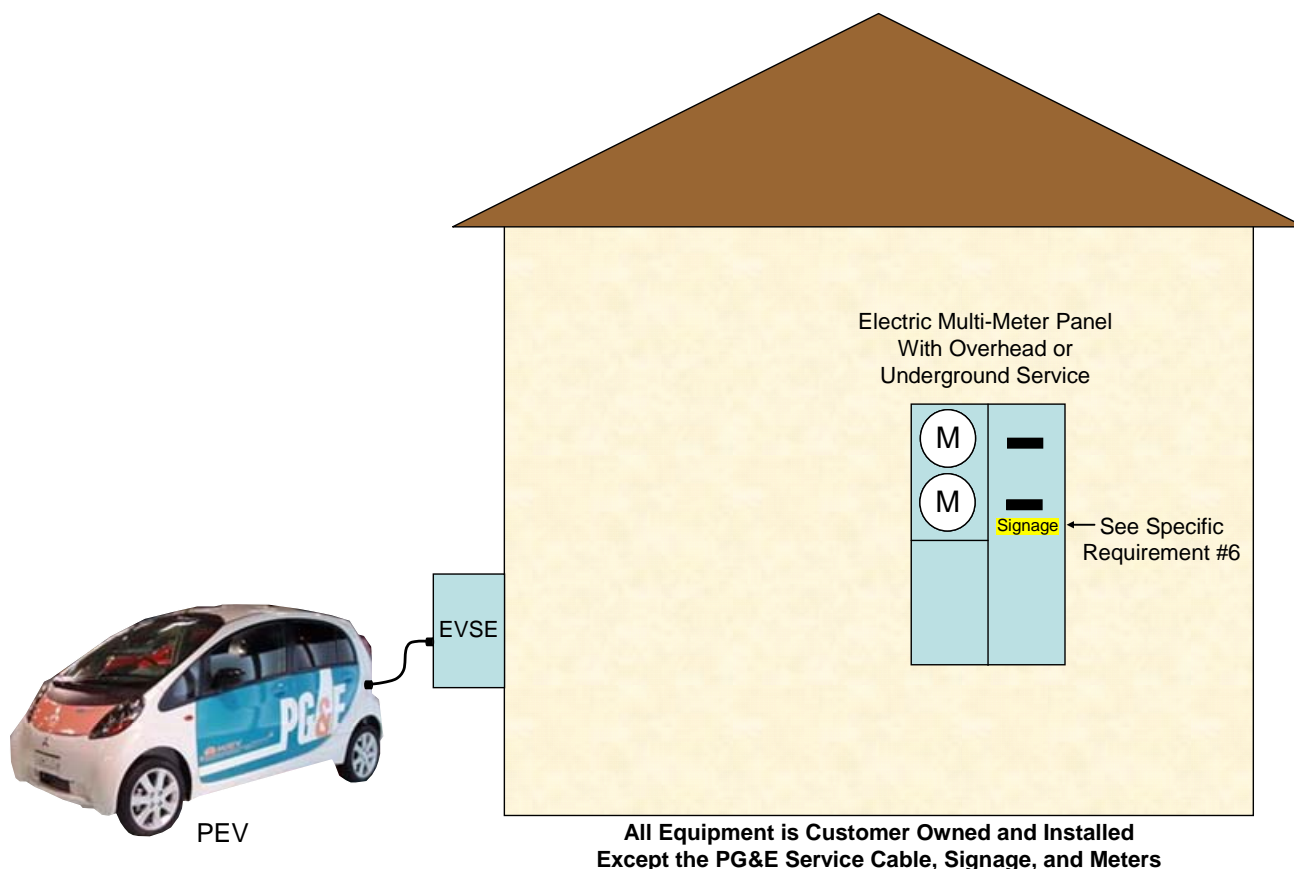 Electric Multi-Meter Panel
With Overhead or
Underground Service
M
M
Signage
See Specific
Requirement #6
EVSE
PG&E
PEV
All Equipment is Customer Owned and Installed
Except the PG&E Service Cable, Signage, and Meters